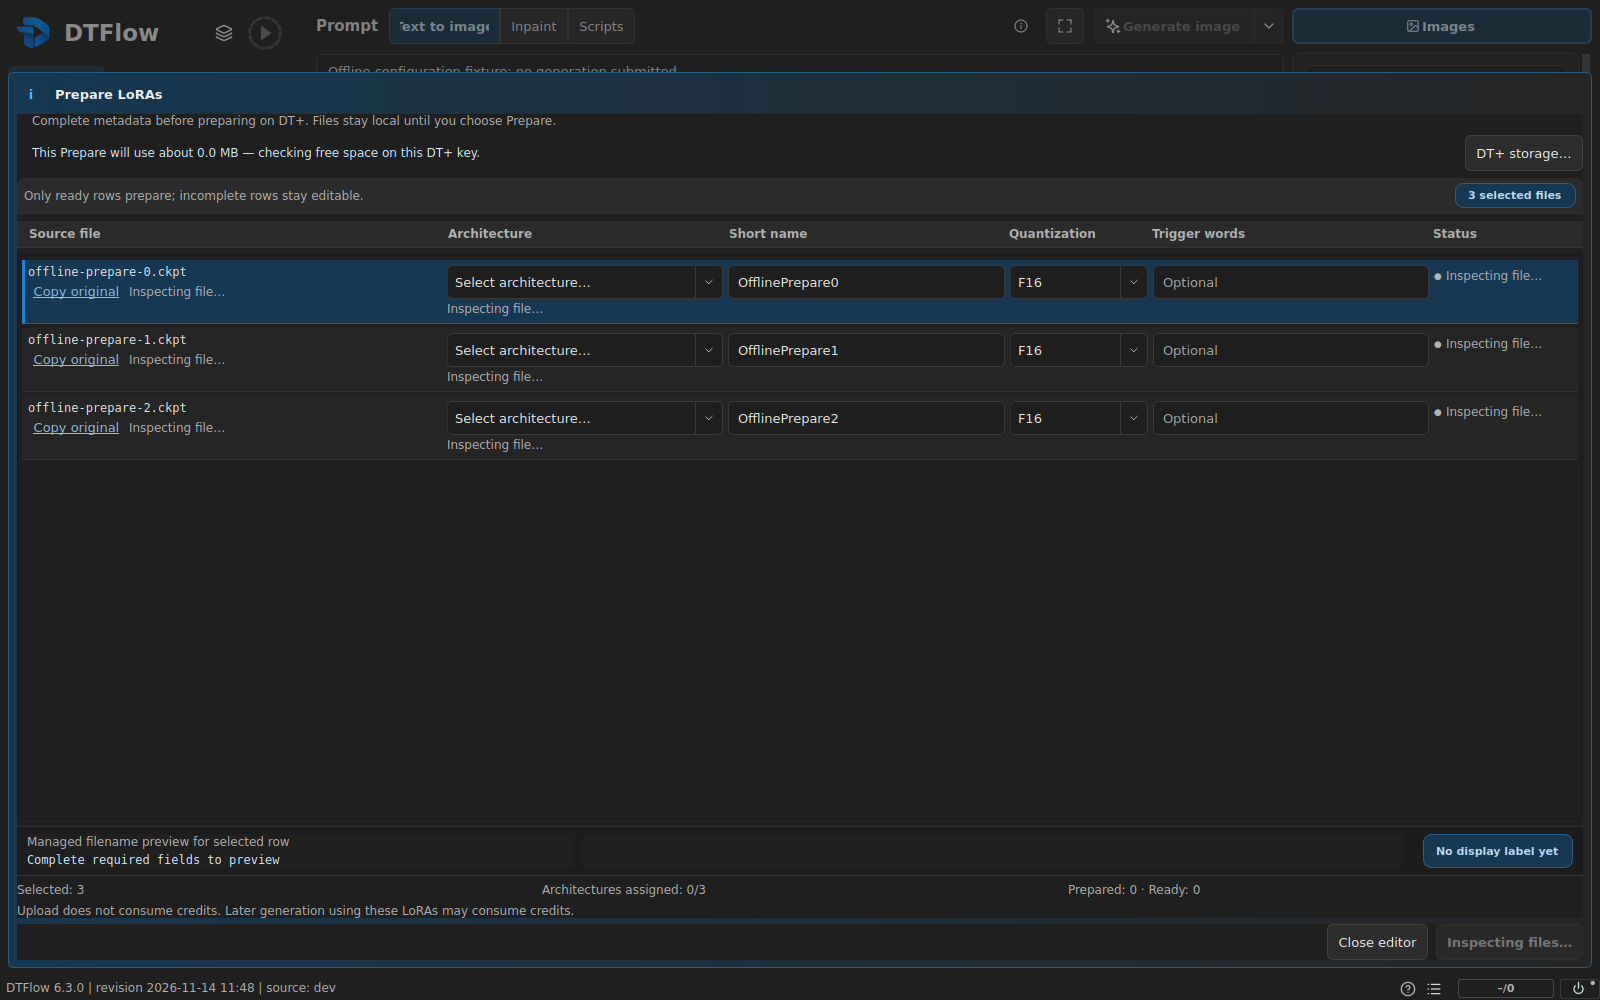 DTFlow
Prompt
Text to image
Inpaint
Scripts
Generate image
Images
Offline configuration fixture: no generation submitted
Prepare LoRAs
Complete metadata before preparing on DT+. Files stay local until you choose Prepare.
This Prepare will use about 0.0 MB — checking free space on this DT+ key.
DT+ storage...
Only ready rows prepare; incomplete rows stay editable.
3 selected files
Source file Architecture Short name Quantization Trigger words Status
offline-prepare-0.ckpt
Copy original Inspecting file...
Select architecture... OfflinePrepare0 F16 Optional ● Inspecting file...
Inspecting file...
offline-prepare-1.ckpt
Copy original Inspecting file...
Select architecture... OfflinePrepare1 F16 Optional ● Inspecting file...
Inspecting file...
offline-prepare-2.ckpt
Copy original Inspecting file...
Select architecture... OfflinePrepare2 F16 Optional ● Inspecting file...
Inspecting file...
Managed filename preview for selected row
Complete required fields to preview
No display label yet
Selected: 3 Architectures assigned: 0/3 Prepared: 0 · Ready: 0
Upload does not consume credits. Later generation using these LoRAs may consume credits.
Close editor
Inspecting files...
DTFlow 6.3.0 | revision 2026-11-14 11:48 | source: dev
–/0